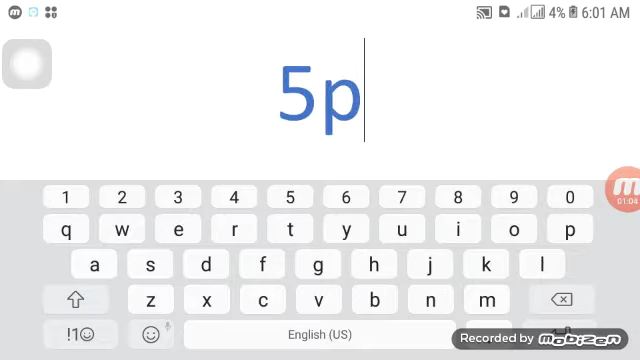 4% 6:01 AM
5p
01:04
1 2 3 4 5 6 7 8 9 0
q w e r t y u i o p
a s d f g h j k l
z x c v b n m
!1☺ English (US)
Recorded by mobizen